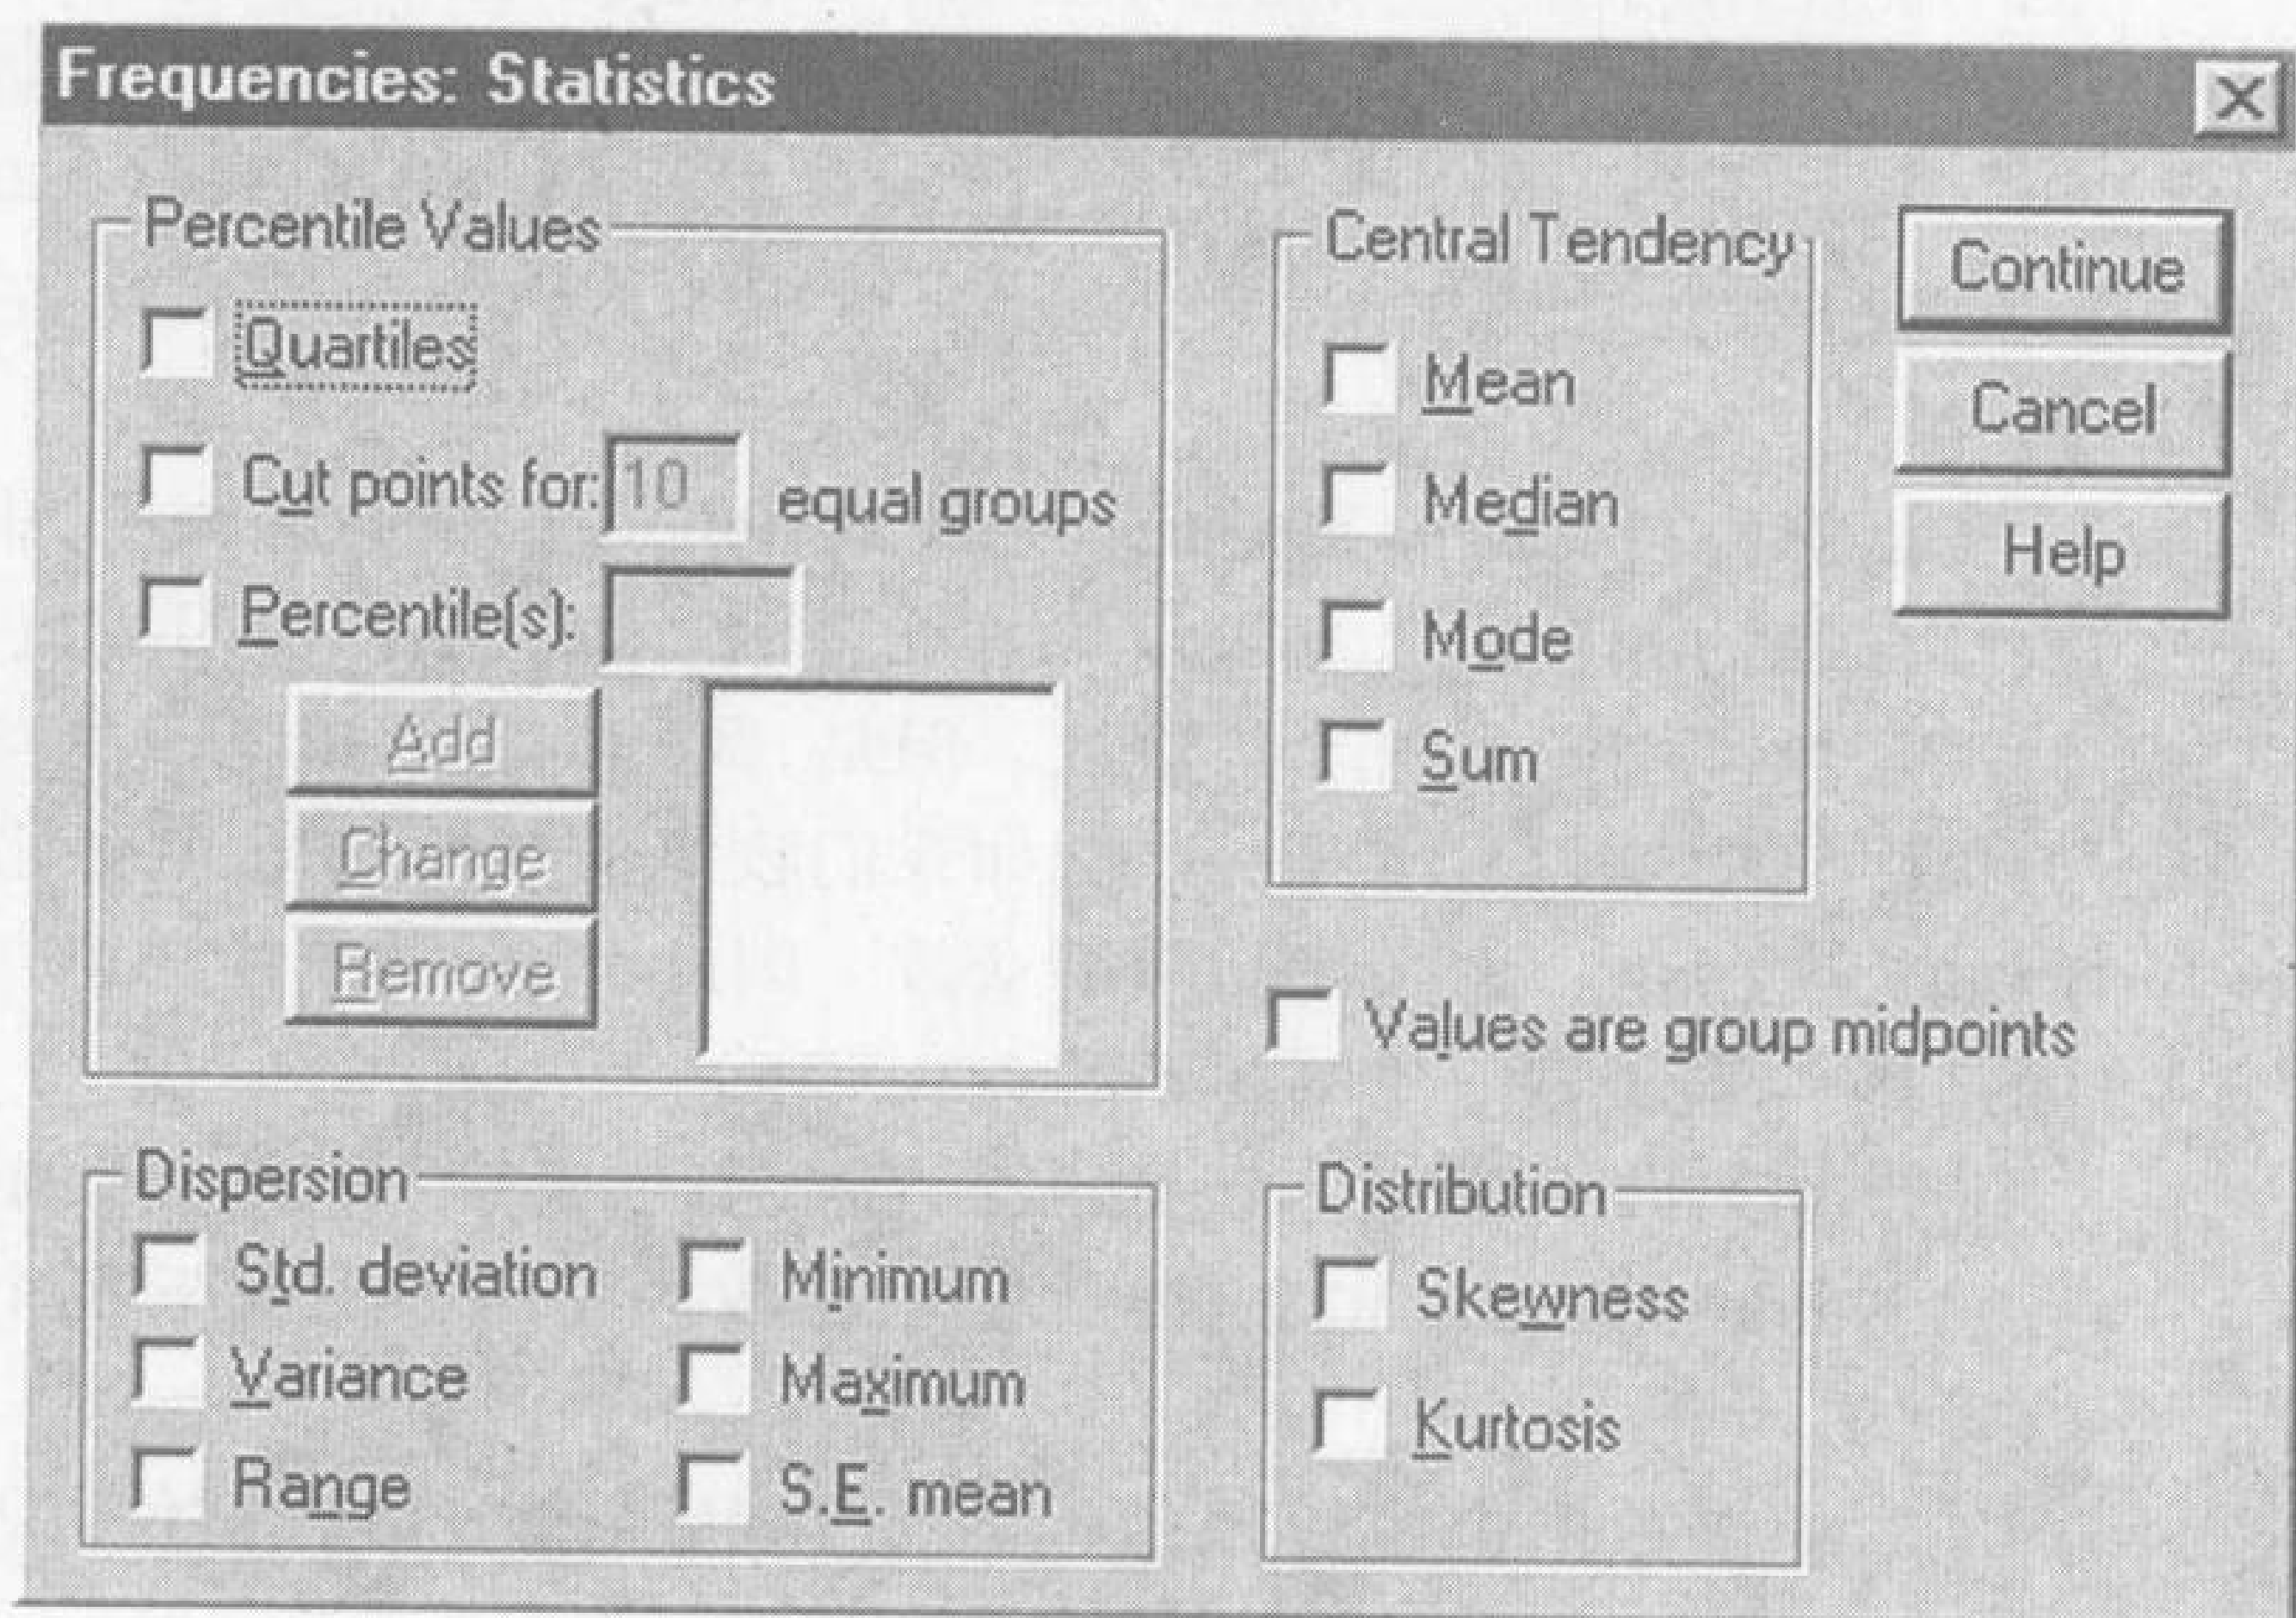 Frequencies: Statistics
Percentile Values
Quartiles
Cut points for: 10 equal groups
Percentile(s):
Add
Change
Remove
Central Tendency
Mean
Median
Mode
Sum
Continue
Cancel
Help
Values are group midpoints
Dispersion
Std. deviation
Minimum
Variance
Maximum
Range
S.E. mean
Distribution
Skewness
Kurtosis